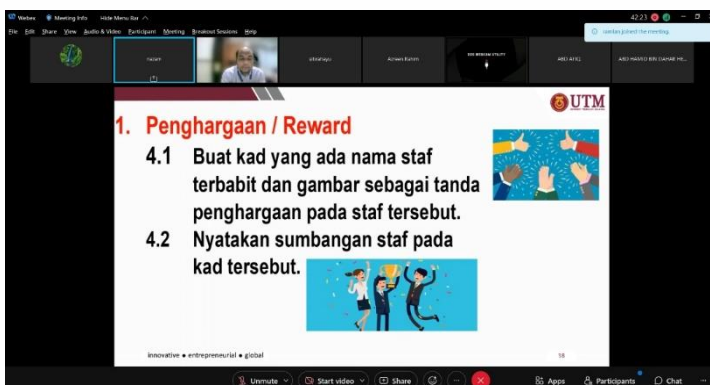 Webex Meeting Info Hide Menu Bar
42:23
File Edit Share View Audio & Video Participant Meeting Breakout Sessions Help
joined the meeting.
nazam
Azreen Rahim
ABD ATIQ
UTM
1. Penghargaan / Reward
4.1 Buat kad yang ada nama staf
terbabit dan gambar sebagai tanda
penghargaan pada staf tersebut.
4.2 Nyatakan sumbangan staf pada
kad tersebut.
innovative ● entrepreneurial ● global
18
Unmute Start video Share Apps Participants Chat